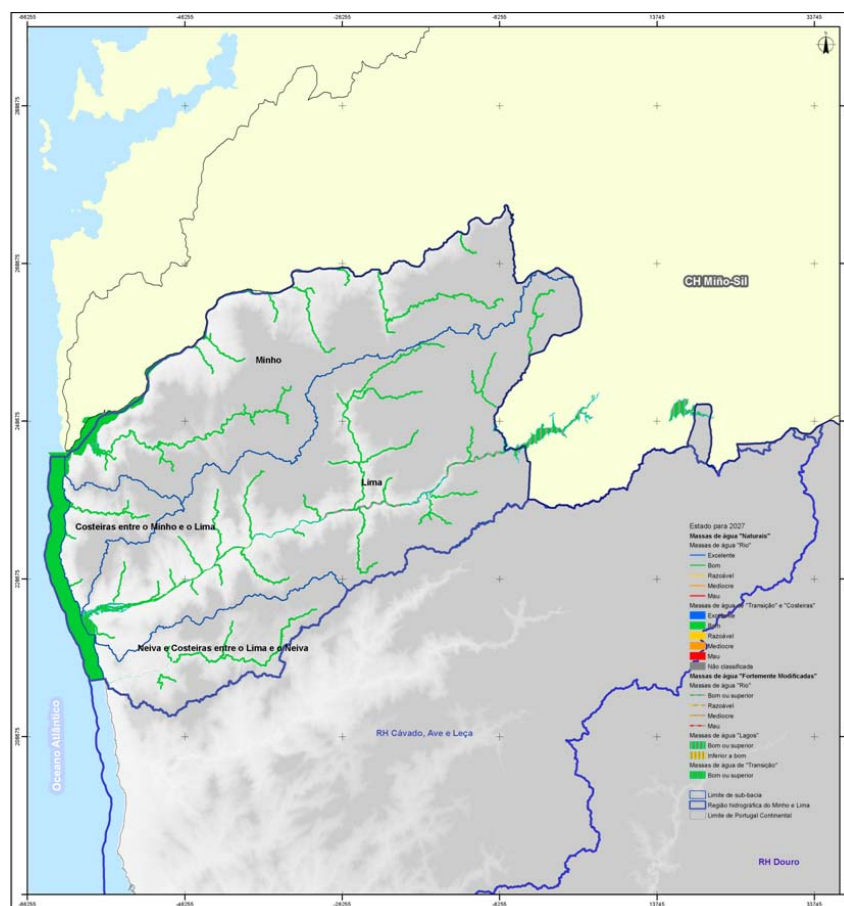 -68255
-48255
-28255
-8255
13745
33745
CH Miño-Sil
Minho
Lima
Costeiras entre o Minho e o Lima
Neiva e Costeiras entre o Lima e o Neiva
Oceano Atlântico
RH Cávado, Ave e Leça
RH Douro
Estado para 2027
Massas de água "Naturais"
Massas de água "Rio"
Excelente
Bom
Razoável
Medíocre
Mau
Massas de água de "Transição" e "Costeiras"
Excelente
Bom
Razoável
Medíocre
Mau
Não classificada
Massas de água "Fortemente Modificadas"
Massas de água "Rio"
Bom ou superior
Razoável
Medíocre
Mau
Massas de água "Lagos"
Bom ou superior
Inferior a bom
Massas de água de "Transição"
Bom ou superior
Limite de sub-bacia
Região hidrográfica do Minho e Lima
Limite de Portugal Continental